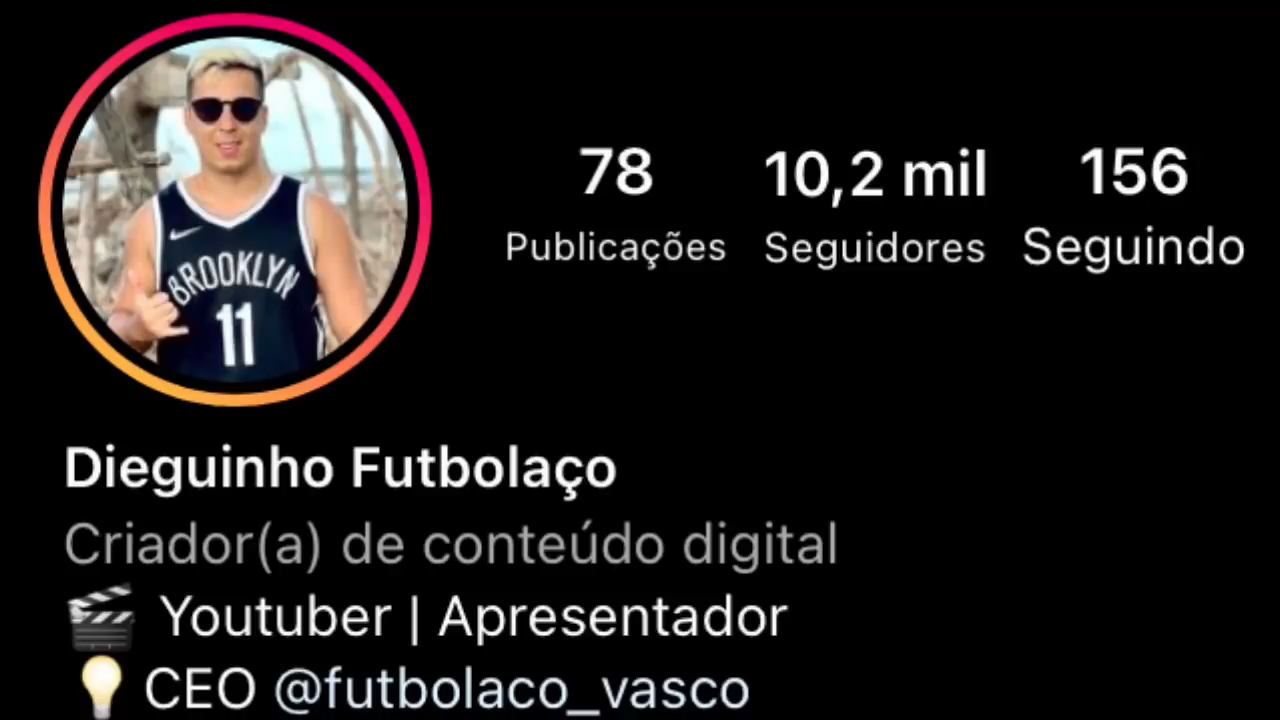 BROOKLYN
11
78 10,2 mil 156
Publicações Seguidores Seguindo
Dieguinho Futbolaço
Criador(a) de conteúdo digital
Youtuber | Apresentador
CEO @futbolaco_vasco